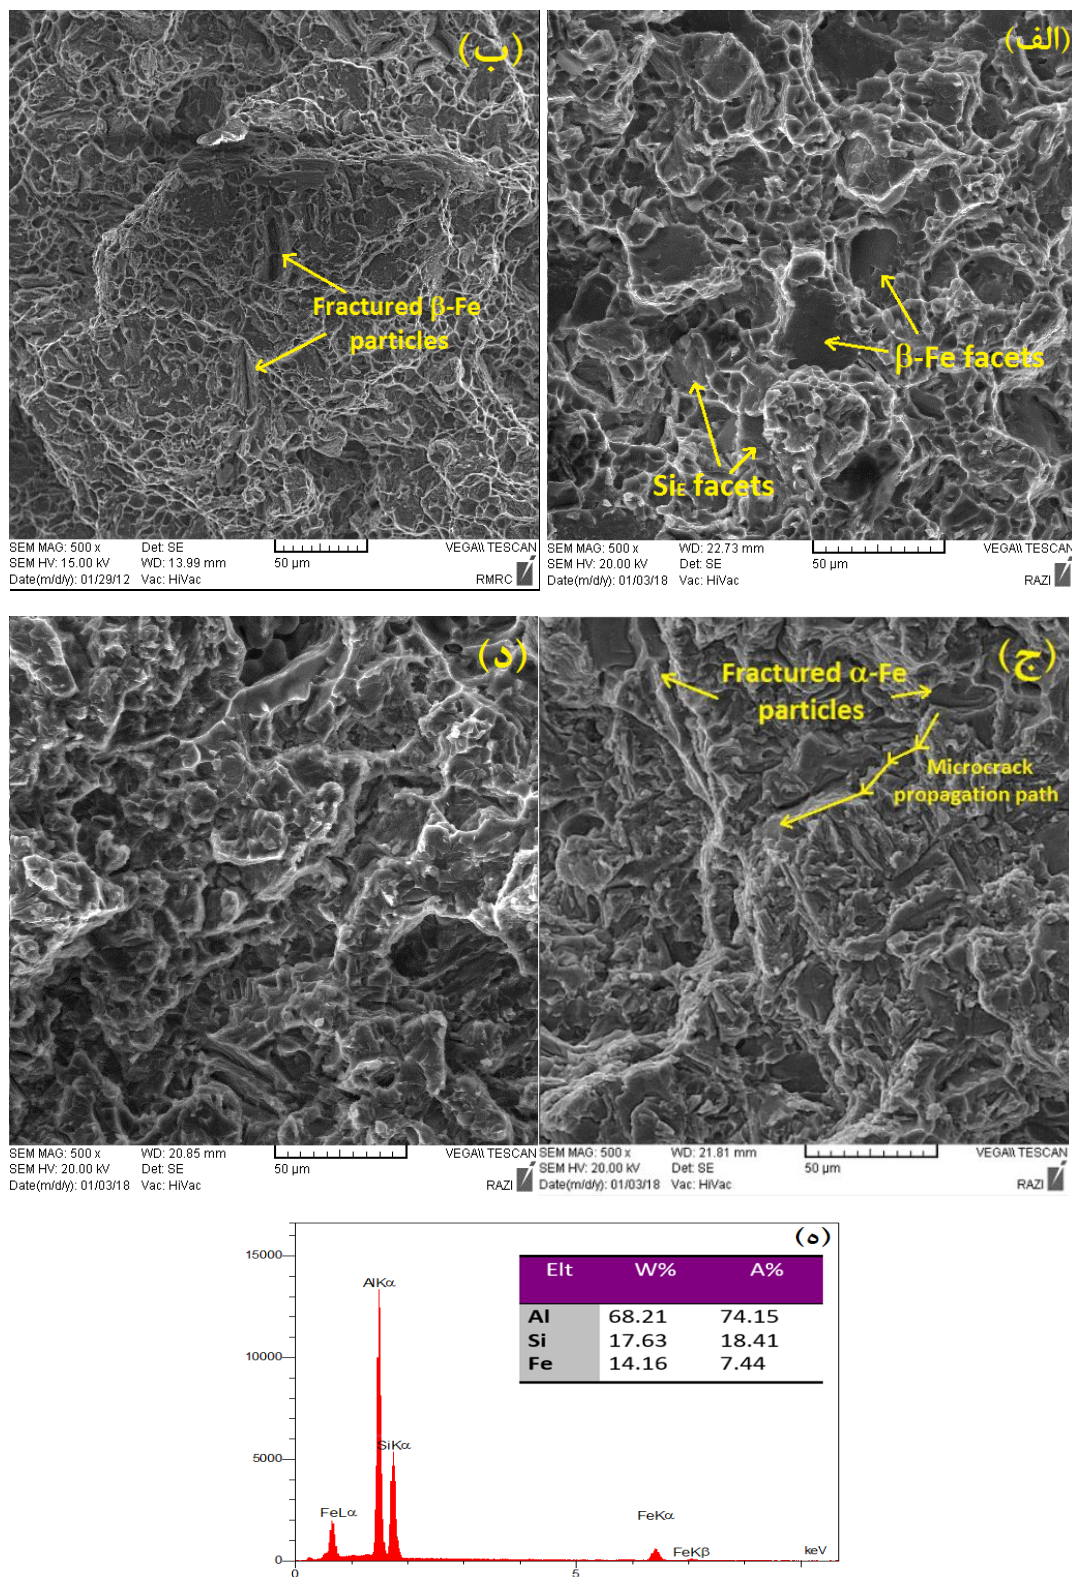 (الف)
β-Fe facets
SiE facets
SEM MAG: 500 x WD: 22.73 mm VEGA\\ TESCAN
SEM HV: 20.00 kV Det: SE 50 µm
Date(m/d/y): 01/03/18 Vac: HiVac RAZI
(ب)
Fractured β-Fe
particles
SEM MAG: 500 x Det: SE VEGA\\ TESCAN
SEM HV: 15.00 kV WD: 13.99 mm 50 µm
Date(m/d/y): 01/29/12 Vac: HiVac RMRC
(ج)
Fractured α-Fe
particles
Microcrack
propagation path
SEM MAG: 500 x WD: 21.81 mm VEGA\\ TESCAN
SEM HV: 20.00 kV Det: SE 50 µm
Date(m/d/y): 01/03/18 Vac: HiVac RAZI
(د)
SEM MAG: 500 x WD: 20.85 mm VEGA\\ TESCAN
SEM HV: 20.00 kV Det: SE 50 µm
Date(m/d/y): 01/03/18 Vac: HiVac RAZI
(ه)
Elt W% A%
Al 68.21 74.15
Si 17.63 18.41
Fe 14.16 7.44
15000
10000
5000
0
AlKα
SiKα
FeLα
FeKα
FeKβ
keV
0 5